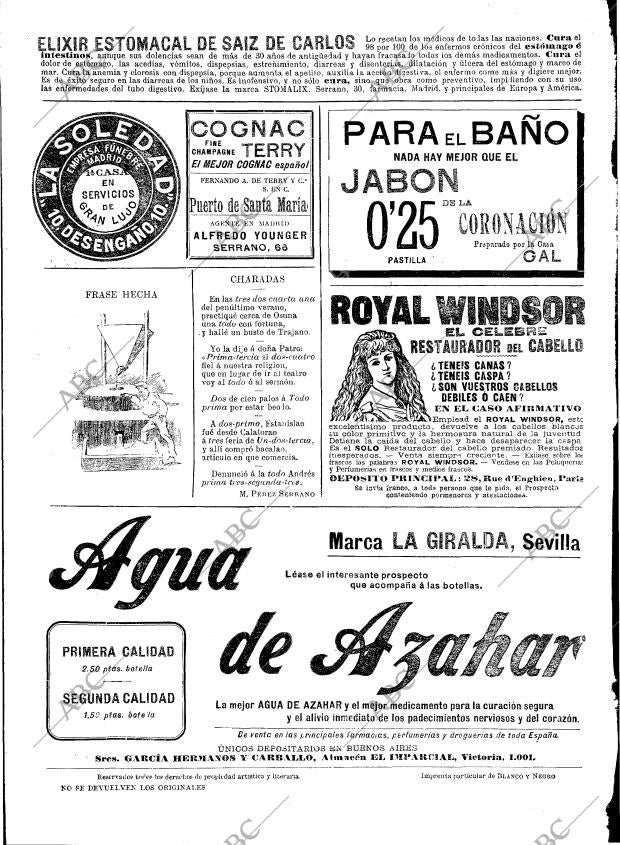 ELIXIR ESTOMACAL DE SAIZ DE CARLOS
Lo recetan los médicos de todas las naciones. Cura el
98 por 100 de los enfermos crónicos del estómago é
intestinos, aunque sus dolencias sean de más de 30 años de antigüedad y hayan fracasado todos los demás medicamentos. Cura el
dolor de estómago, las acedías, vómitos, dispepsias, estreñimiento, diarreas y disenterías, dilatación y úlcera del estómago y mareo de
mar. Cura la anemia y clorosis con dispepsia, porque aumenta el apetito, auxilia la acción digestiva, el enfermo come más y digiere mejor.
Es de éxito seguro en las diarreas de los niños. Es inofensivo, y no sólo cura, sino que obra como preventivo, impidiendo con su uso
las enfermedades del tubo digestivo. Exíjase la marca STOMALIX. Serrano, 30, farmacia, Madrid, y principales de Europa y América.
"LA SOLEDAD"
EMPRESA FUNEBRE
MADRID
1ª CASA
EN
SERVICIOS
DE
GRAN LUJO
10, DESENGAÑO, 10.
COGNAC
FINE
CHAMPAGNE TERRY
El MEJOR COGNAC español
FERNANDO A. DE TERRY Y C.ª
S. EN C.
Puerto de Santa María
AGENTE EN MADRID
ALFREDO YOUNGER
SERRANO, 66
PARA EL BAÑO
NADA HAY MEJOR QUE EL
JABON
DE LA
0'25 CORONACIÓN
PASTILLA
Preparado por la Casa
GAL
FRASE HECHA
CHARADAS
En las tres dos cuarta una
del penúltimo verano,
practiqué cerca de Osuna
una todo con fortuna,
y hallé un busto de Trajano.
Yo la dije á doña Patro:
«Prima-tercia si dos-cuatro
fiel á nuestra religión,
que en lugar de ir al teatro
voy al todo ó al sermón.
Dos de cien palos á Todo
prima por estar beodo.
A dos-prima, Estanislao
fué desde Calatorao
á tres feria de Un-dos-terca,
y allí compró bacalao,
artículo en que comercia.
Denunció á la todo Andrés
prima tres-segunda-tres.
M. PÉREZ SERRANO
ROYAL WINDSOR
EL CELEBRE
RESTAURADOR DEL CABELLO
¿TENEIS CANAS?
¿TENEIS CASPA?
¿SON VUESTROS CABELLOS
DEBILES O CAEN?
EN EL CASO AFIRMATIVO
Emplead el ROYAL WINDSOR, este
excelentisimo producto, devuelve a los cabellos blancos
su color primitivo y la hermosura natural de la juventud
Detiene la caida del cabello y hace desaparecer la caspa.
Es el SOLO Restaurador del cabello premiado. Resultados
inesperados. — Venta siempre creciente. — Exijase sobre los
frascos las palabras: ROYAL WINDSOR. — Vendese en las Peluquerias
y Perfumerias en frascos y medios frascos.
DEPOSITO PRINCIPAL: 28, Rue d'Enghien, Paris
Se invia franco, a toda persona que lo pida, el Prospecto
conteniendo pormenores y atestaciones.
Marca LA GIRALDA, Sevilla
Agua
Léase el interesante prospecto
que acompaña á las botellas.
de Azahar
PRIMERA CALIDAD
2.50 ptas. botella
SEGUNDA CALIDAD
1,50 ptas. botella
La mejor AGUA DE AZAHAR y el mejor medicamento para la curación segura
y el alivio inmediato de los padecimientos nerviosos y del corazón.
De venta en las principales farmacias, perfumerías y droguerías de toda España.
ÚNICOS DEPOSITARIOS EN BUENOS AIRES
Sres. GARCÍA HERMANOS Y CARBALLO, Almacén EL IMPARCIAL, Victoria, 1.001.
Reservados todos los derechos de propiedad artística y literaria.
Imprenta particular de BLANCO Y NEGRO
NO SE DEVUELVEN LOS ORIGINALES